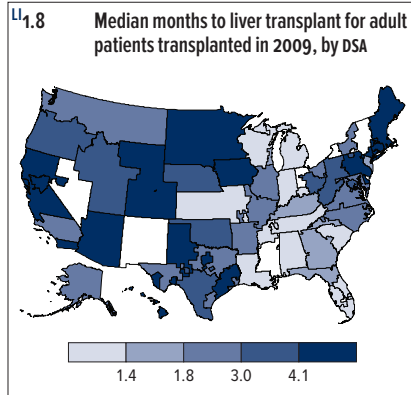 LI1.8 Median months to liver transplant for adult
patients transplanted in 2009, by DSA
1.4 1.8 3.0 4.1